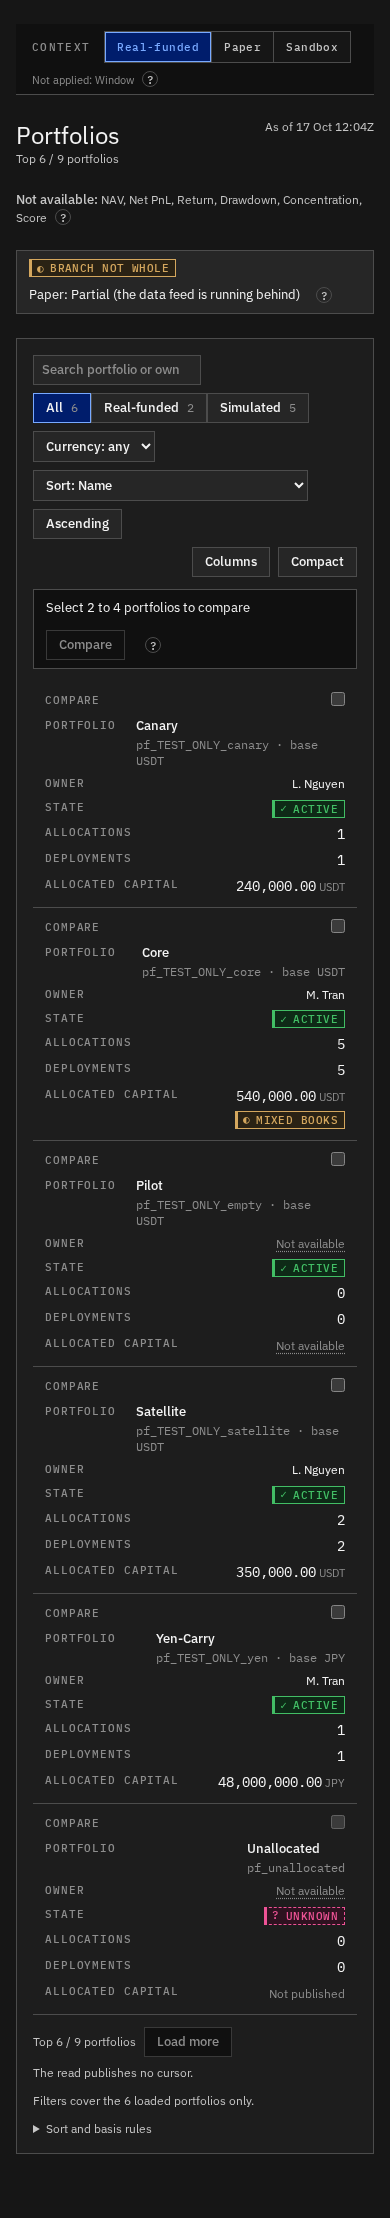 CONTEXT Real-funded Paper Sandbox
Not applied: Window ?
Portfolios
As of 17 Oct 12:04Z
Top 6 / 9 portfolios
Not available: NAV, Net PnL, Return, Drawdown, Concentration,
Score ?
◐ BRANCH NOT WHOLE
Paper: Partial (the data feed is running behind) ?
Search portfolio or own
All 6 Real-funded 2 Simulated 5
Currency: any
Sort: Name
Ascending
Columns Compact
Select 2 to 4 portfolios to compare
Compare ?
COMPARE
PORTFOLIO Canary
pf_TEST_ONLY_canary · base
USDT
OWNER L. Nguyen
STATE ✓ ACTIVE
ALLOCATIONS 1
DEPLOYMENTS 1
ALLOCATED CAPITAL 240,000.00 USDT
COMPARE
PORTFOLIO Core
pf_TEST_ONLY_core · base USDT
OWNER M. Tran
STATE ✓ ACTIVE
ALLOCATIONS 5
DEPLOYMENTS 5
ALLOCATED CAPITAL 540,000.00 USDT
◐ MIXED BOOKS
COMPARE
PORTFOLIO Pilot
pf_TEST_ONLY_empty · base
USDT
OWNER Not available
STATE ✓ ACTIVE
ALLOCATIONS 0
DEPLOYMENTS 0
ALLOCATED CAPITAL Not available
COMPARE
PORTFOLIO Satellite
pf_TEST_ONLY_satellite · base
USDT
OWNER L. Nguyen
STATE ✓ ACTIVE
ALLOCATIONS 2
DEPLOYMENTS 2
ALLOCATED CAPITAL 350,000.00 USDT
COMPARE
PORTFOLIO Yen-Carry
pf_TEST_ONLY_yen · base JPY
OWNER M. Tran
STATE ✓ ACTIVE
ALLOCATIONS 1
DEPLOYMENTS 1
ALLOCATED CAPITAL 48,000,000.00 JPY
COMPARE
PORTFOLIO Unallocated
pf_unallocated
OWNER Not available
STATE ? UNKNOWN
ALLOCATIONS 0
DEPLOYMENTS 0
ALLOCATED CAPITAL Not published
Top 6 / 9 portfolios Load more
The read publishes no cursor.
Filters cover the 6 loaded portfolios only.
▶ Sort and basis rules